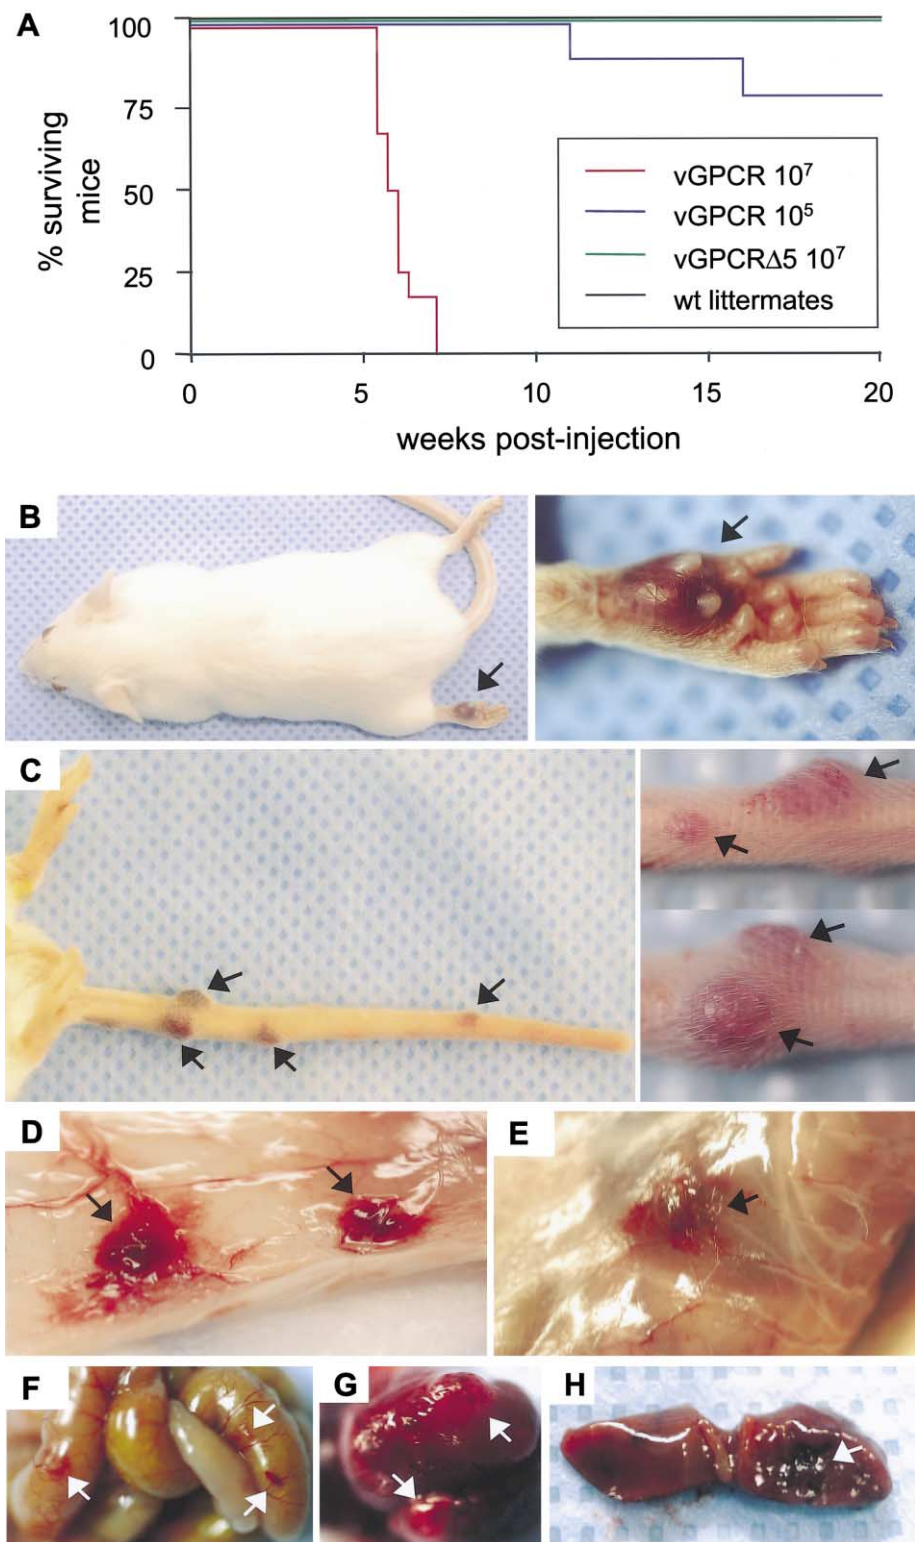 A
100
75
50
25
0
% surviving
mice
vGPCR 10⁷
vGPCR 10⁵
vGPCRΔ5 10⁷
wt littermates
0 5 10 15 20
weeks post-injection
B
C
D
E
F
G
H